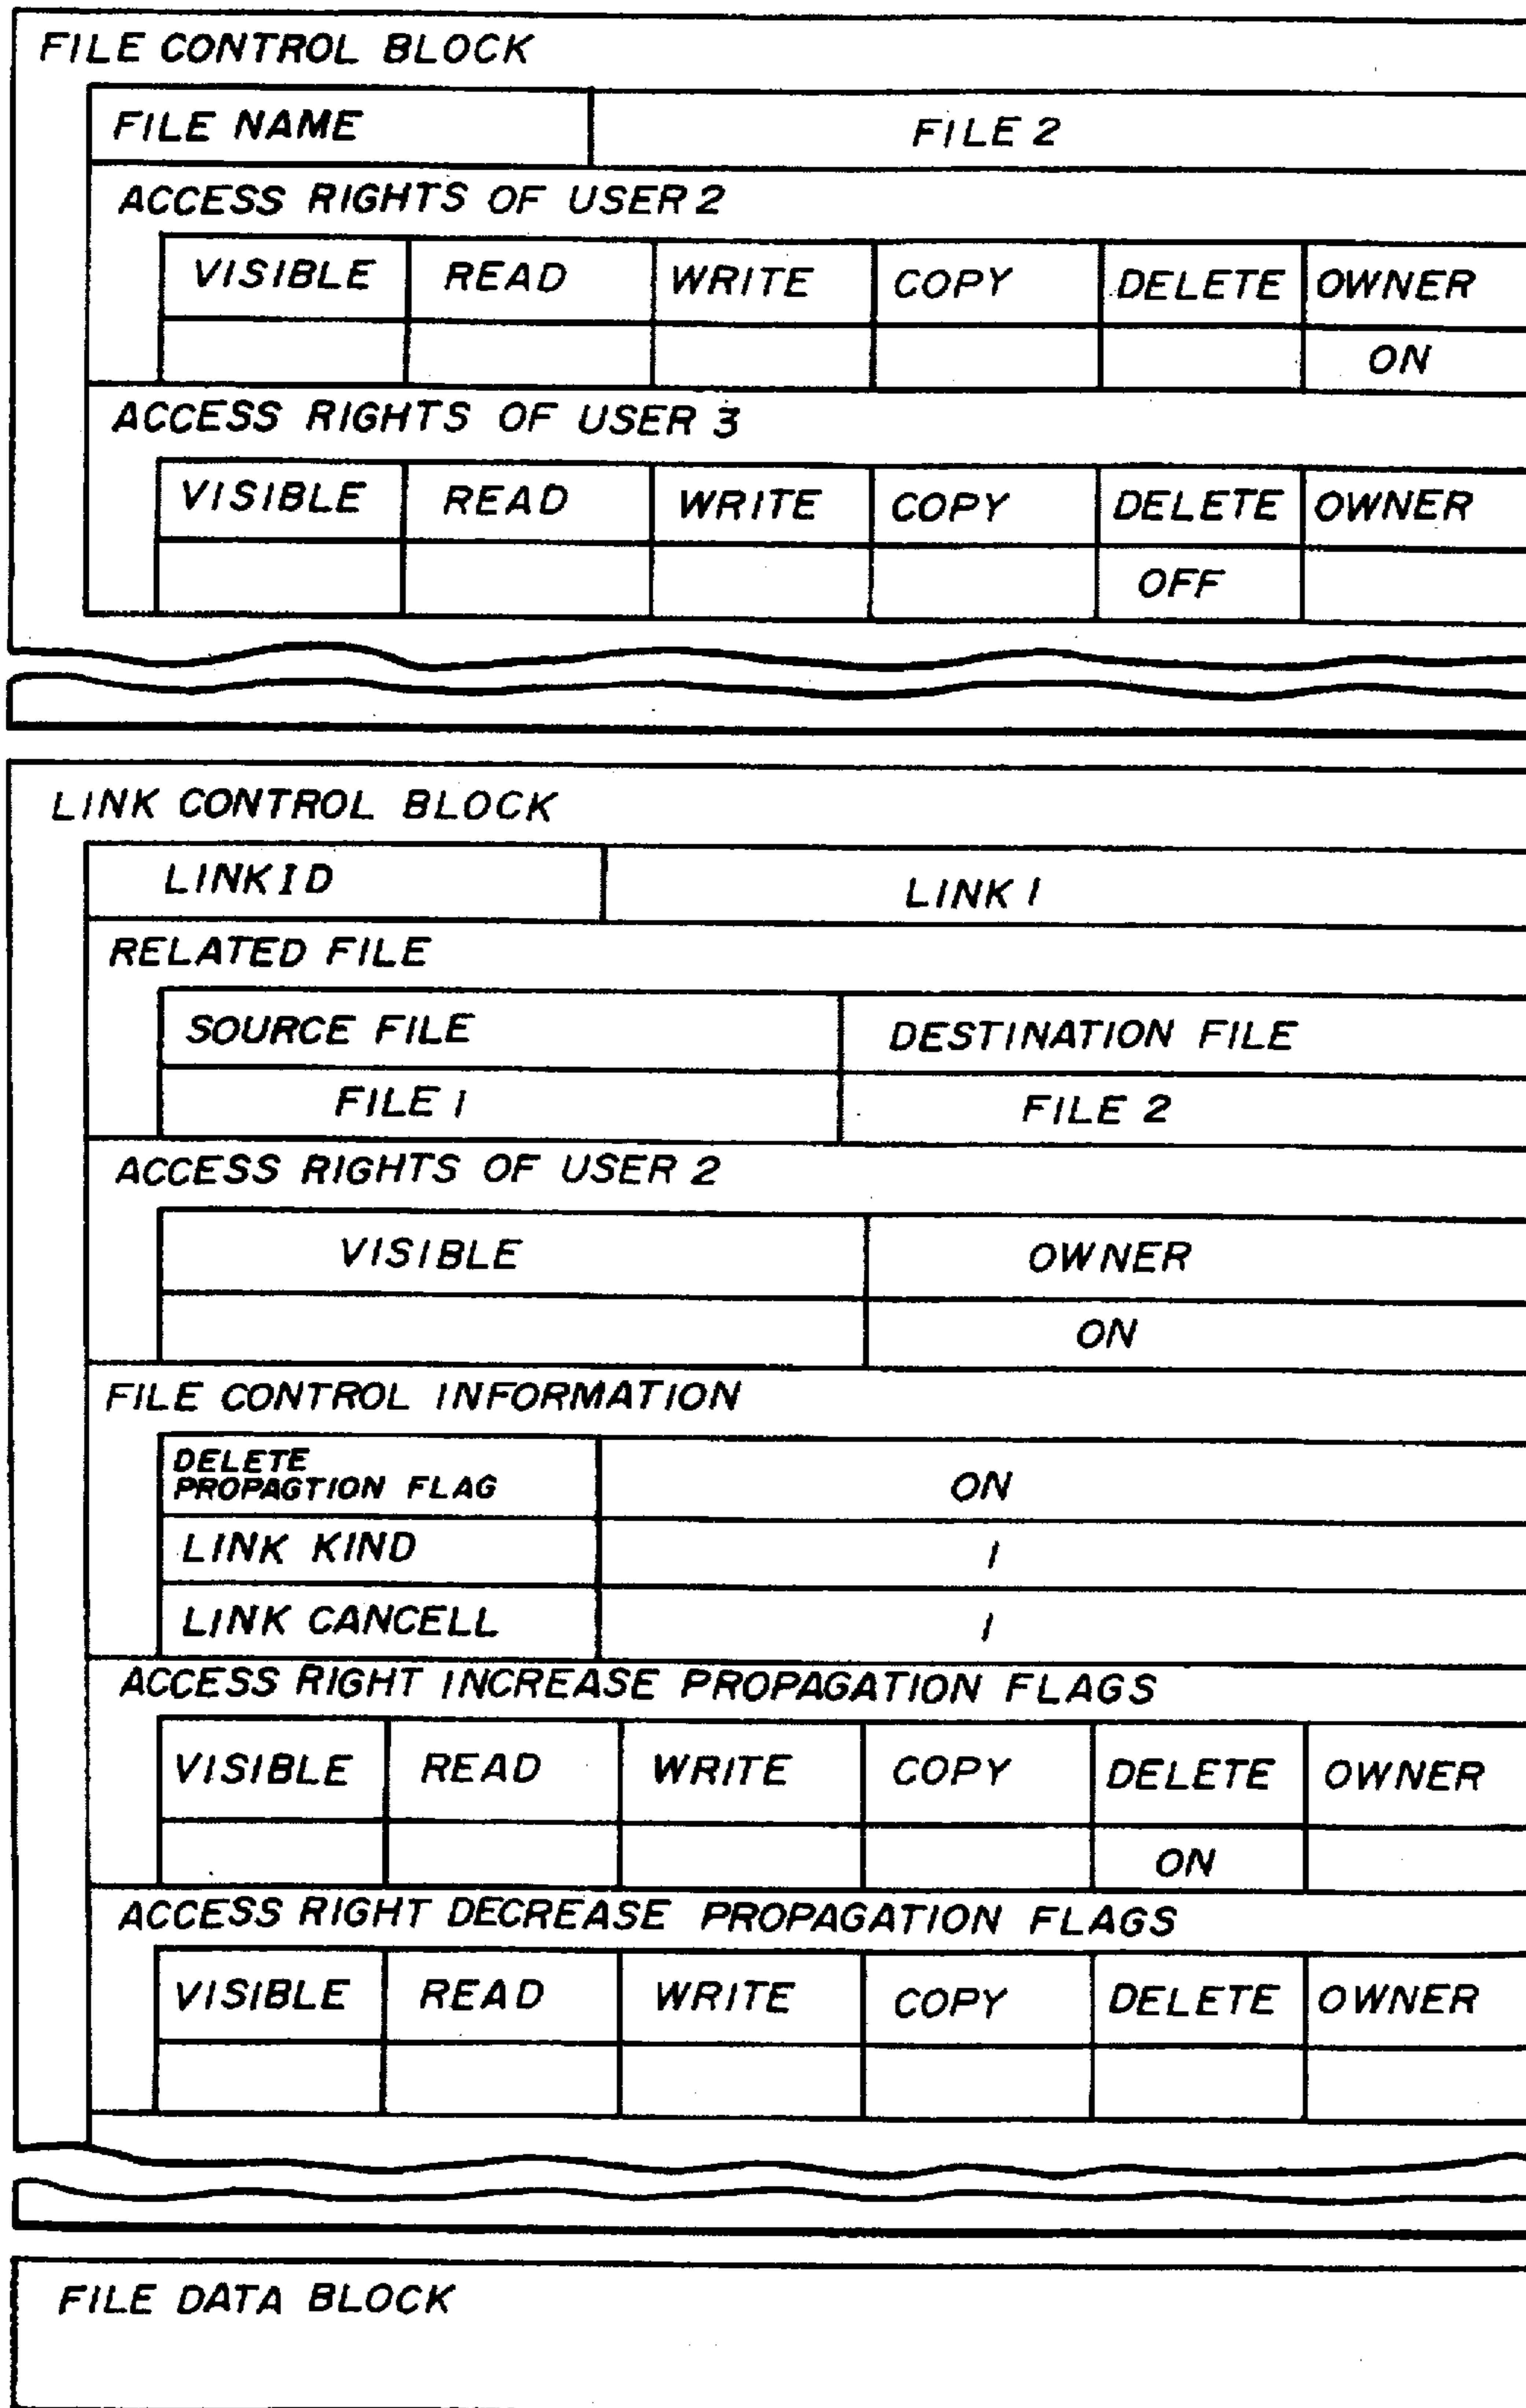 FILE CONTROL BLOCK
FILE NAME FILE 2
ACCESS RIGHTS OF USER 2
VISIBLE READ WRITE COPY DELETE OWNER
ON
ACCESS RIGHTS OF USER 3
VISIBLE READ WRITE COPY DELETE OWNER
OFF
LINK CONTROL BLOCK
LINK ID LINK 1
RELATED FILE
SOURCE FILE DESTINATION FILE
FILE 1 FILE 2
ACCESS RIGHTS OF USER 2
VISIBLE OWNER
ON
FILE CONTROL INFORMATION
DELETE
PROPAGTION FLAG ON
LINK KIND 1
LINK CANCELL 1
ACCESS RIGHT INCREASE PROPAGATION FLAGS
VISIBLE READ WRITE COPY DELETE OWNER
ON
ACCESS RIGHT DECREASE PROPAGATION FLAGS
VISIBLE READ WRITE COPY DELETE OWNER
FILE DATA BLOCK